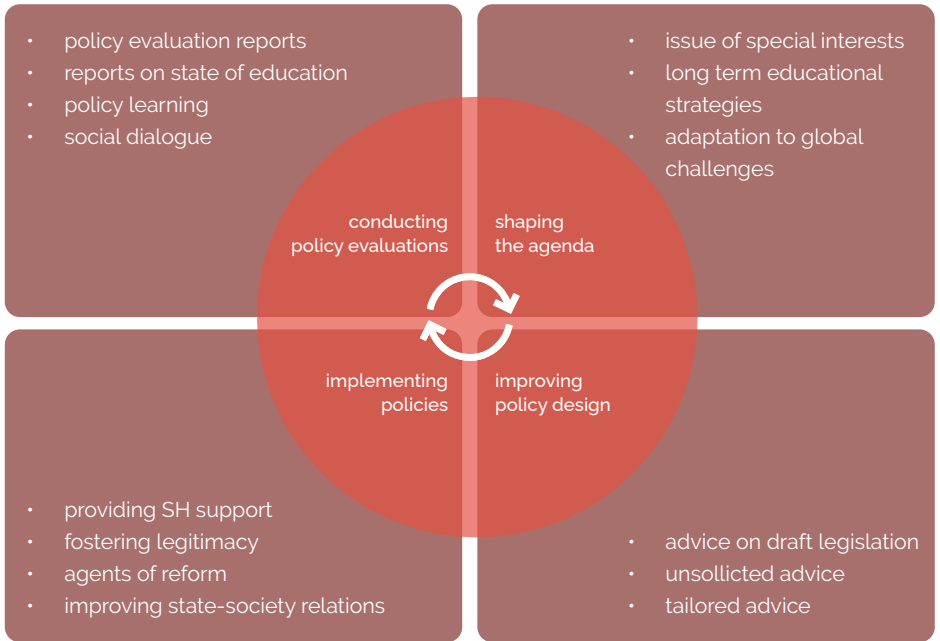 • policy evaluation reports
• reports on state of education
• policy learning
• social dialogue
• issue of special interests
• long term educational
strategies
• adaptation to global
challenges
conducting
policy evaluations
shaping
the agenda
implementing
policies
improving
policy design
• providing SH support
• fostering legitimacy
• agents of reform
• improving state-society relations
• advice on draft legislation
• unsollicted advice
• tailored advice